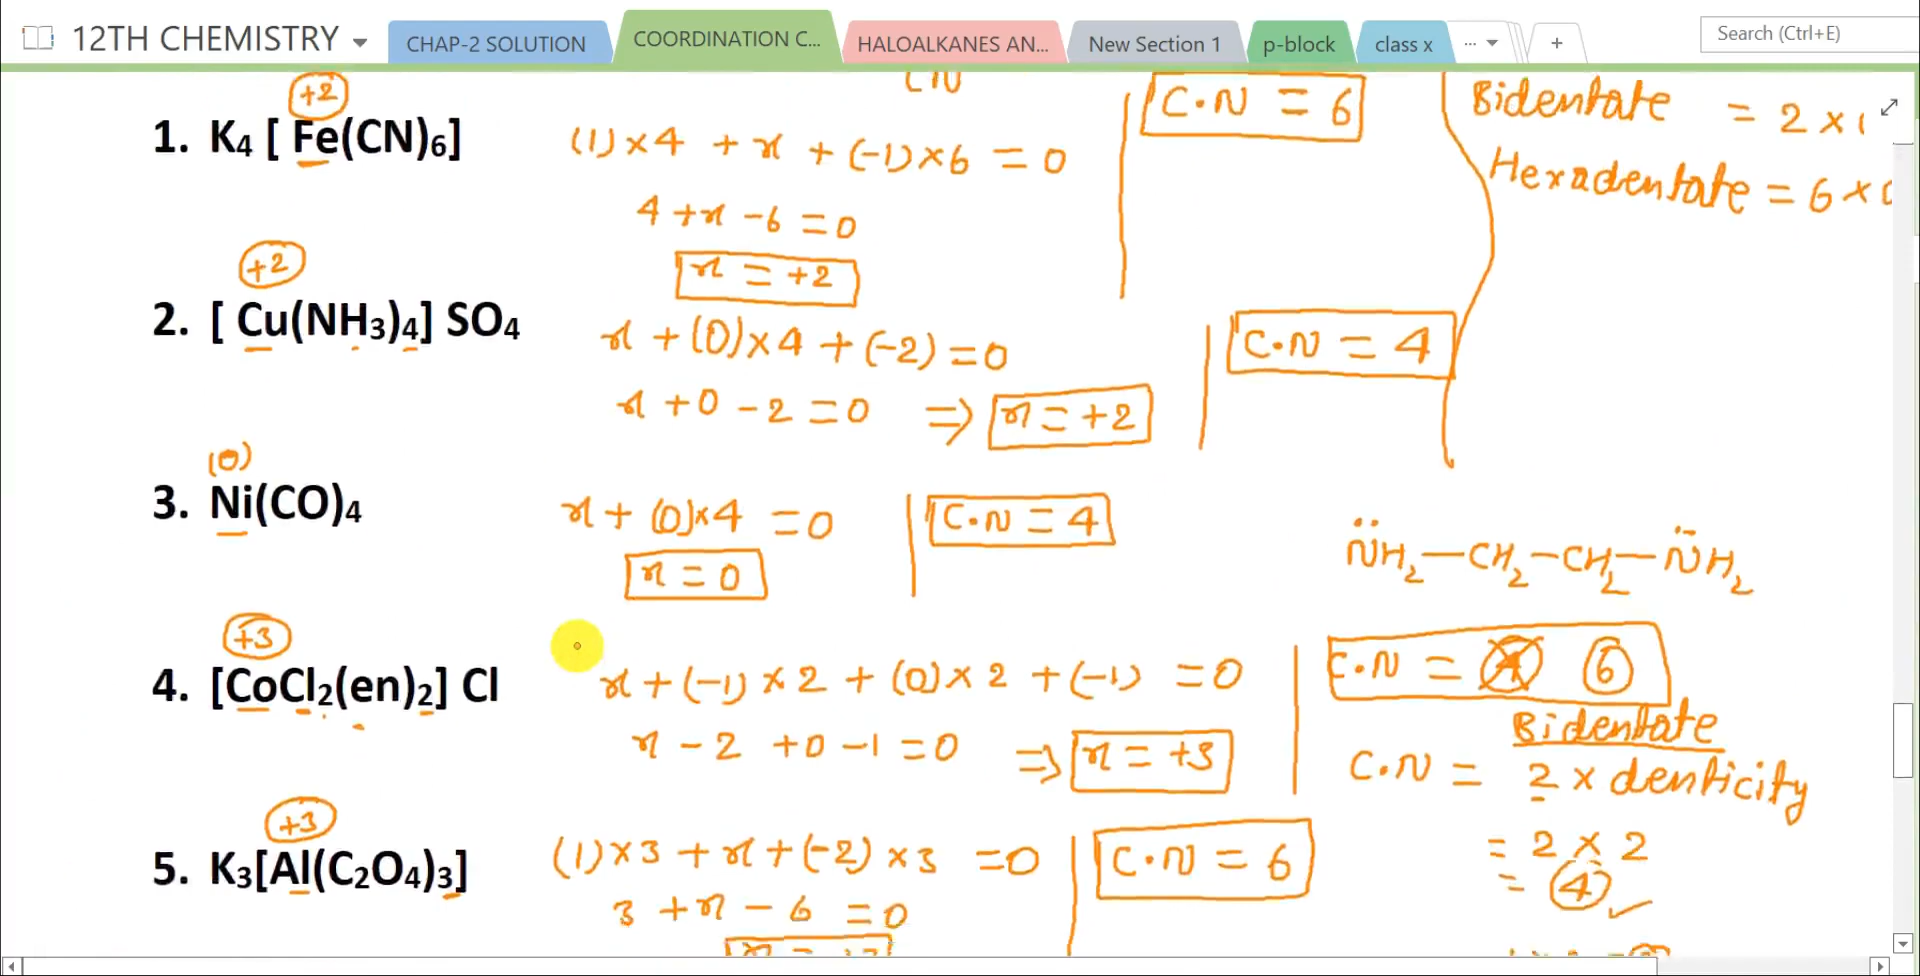 12TH CHEMISTRY
CHAP-2 SOLUTION
COORDINATION C...
HALOALKANES AN...
New Section 1
p-block
class x
...
+
Search (Ctrl+E)
CN
+2
1. K4 [ Fe(CN)6]
(1)×4 + x + (-1)×6 = 0
C.N = 6
Bidentate = 2 ×
Hexadentate = 6 ×
4 + x - 6 = 0
x = +2
+2
2. [ Cu(NH3)4] SO4
x + (0)×4 + (-2) = 0
C.N = 4
x + 0 - 2 = 0 ⇒ x = +2
(0)
3. Ni(CO)4
x + (0)×4 = 0
C.N = 4
x = 0
N̈H2—CH2—CH2—N̈H2
+3
4. [CoCl2(en)2] Cl
x + (-1) × 2 + (0) × 2 + (-1) = 0
C.N = 6
x - 2 + 0 - 1 = 0 ⇒ x = +3
Bidentate
C.N = 2 × denticity
= 2 × 2
= 4 ✓
+3
5. K3[Al(C2O4)3]
(1)×3 + x + (-2) × 3 = 0
C.N = 6
3 + x - 6 = 0